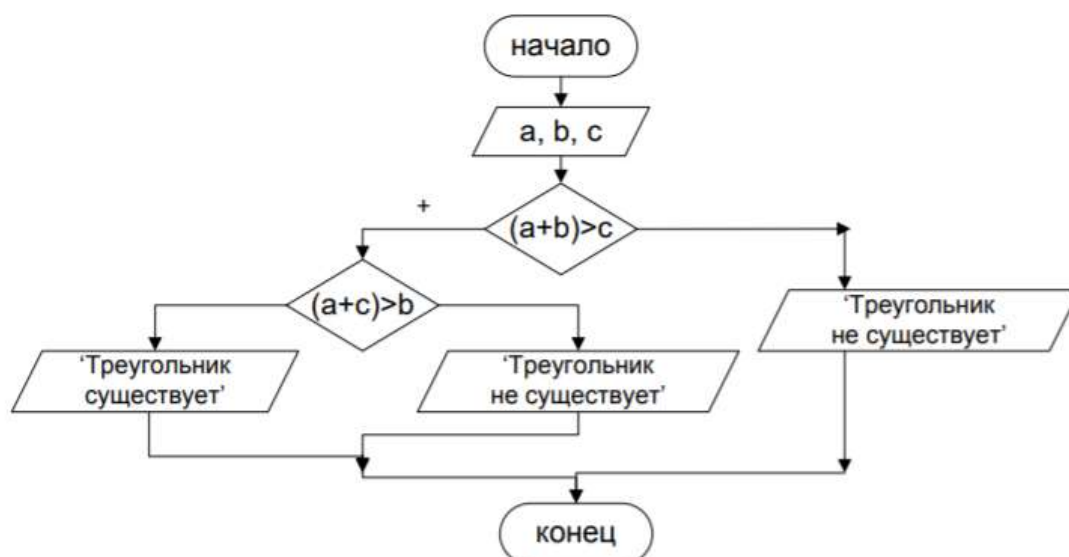 начало
a, b, c
+
(a+b)>c
(a+c)>b
‘Треугольник
не существует’
‘Треугольник
существует’
‘Треугольник
не существует’
конец